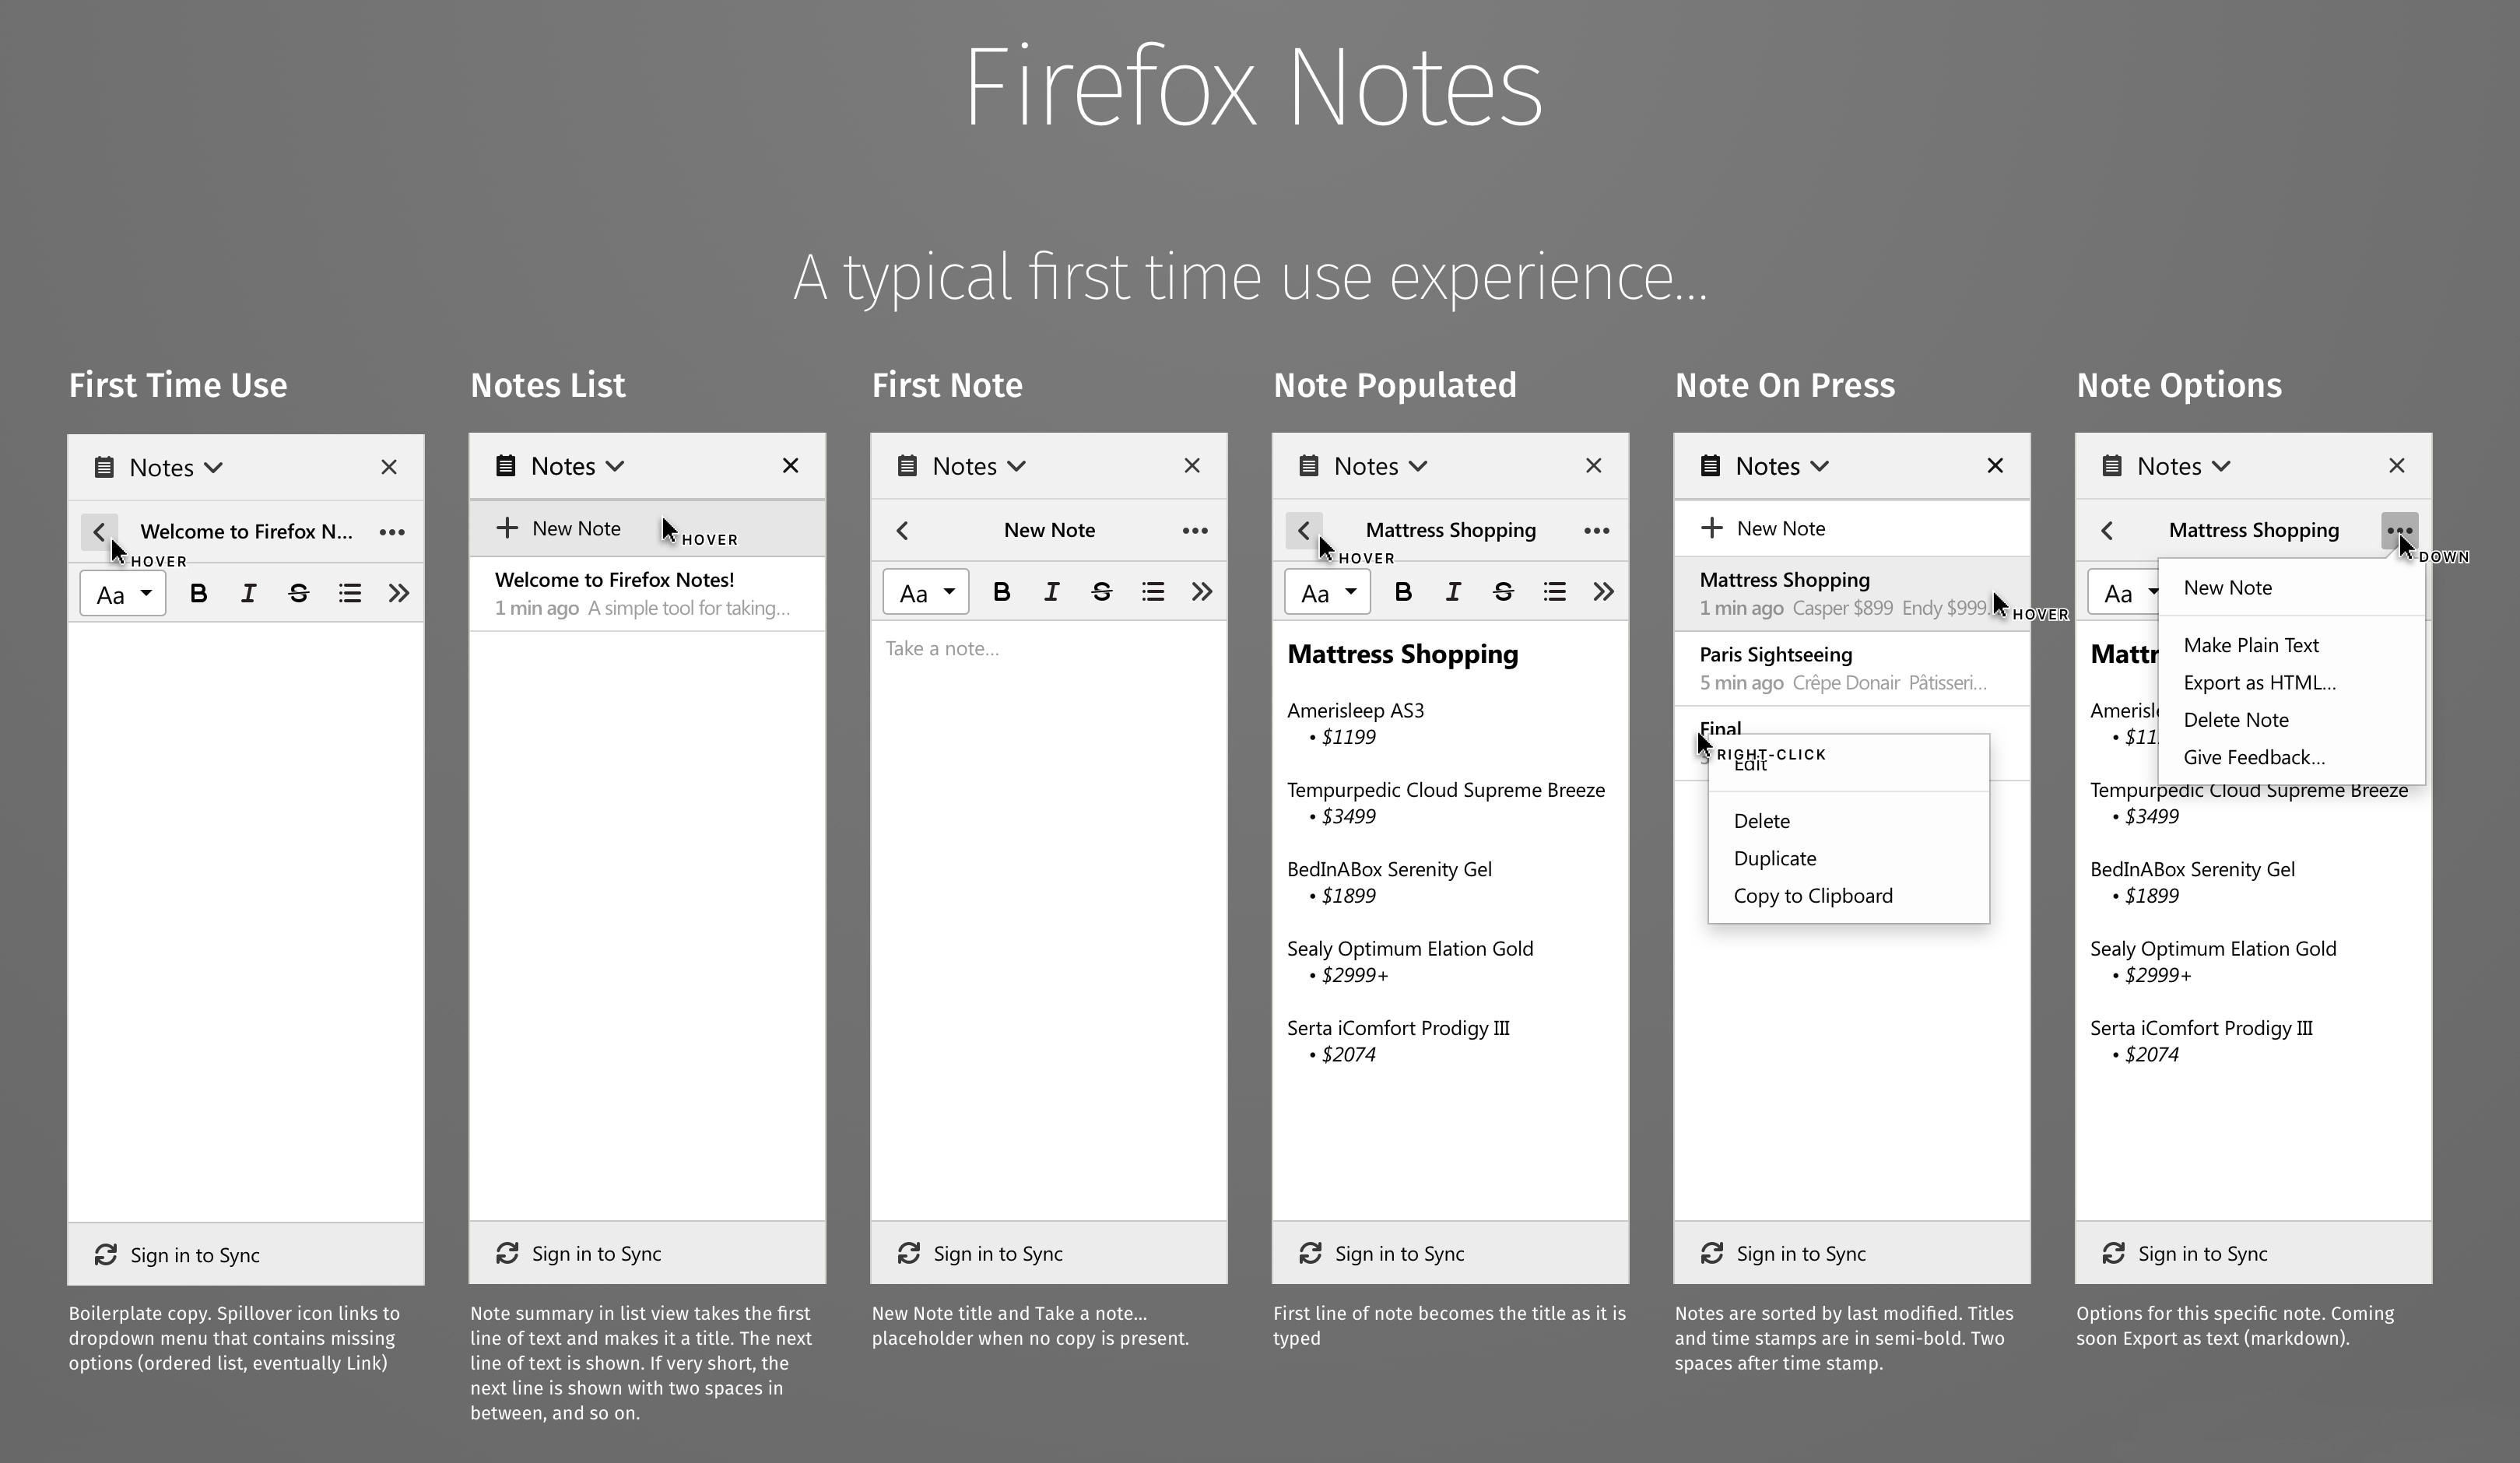 Firefox Notes
A typical first time use experience...
First Time Use
Notes
Welcome to Firefox N...
HOVER
Aa B I S
Sign in to Sync
Boilerplate copy. Spillover icon links to
dropdown menu that contains missing
options (ordered list, eventually Link)
Notes List
Notes
New Note
HOVER
Welcome to Firefox Notes!
1 min ago A simple tool for taking...
Sign in to Sync
Note summary in list view takes the first
line of text and makes it a title. The next
line of text is shown. If very short, the
next line is shown with two spaces in
between, and so on.
First Note
Notes
New Note
Aa B I S
Take a note...
Sign in to Sync
New Note title and Take a note...
placeholder when no copy is present.
Note Populated
Notes
Mattress Shopping
HOVER
Aa B I S
Mattress Shopping
Amerisleep AS3
• $1199
Tempurpedic Cloud Supreme Breeze
• $3499
BedInABox Serenity Gel
• $1899
Sealy Optimum Elation Gold
• $2999+
Serta iComfort Prodigy III
• $2074
Sign in to Sync
First line of note becomes the title as it is
typed
Note On Press
Notes
New Note
Mattress Shopping
1 min ago Casper $899 Endy $999
HOVER
Paris Sightseeing
5 min ago Crêpe Donair Pâtisseri...
Final
RIGHT-CLICK
Edit
Delete
Duplicate
Copy to Clipboard
Sign in to Sync
Notes are sorted by last modified. Titles
and time stamps are in semi-bold. Two
spaces after time stamp.
Note Options
Notes
Mattress Shopping
DOWN
Aa
New Note
Make Plain Text
Export as HTML...
Delete Note
Give Feedback...
Tempurpedic Cloud Supreme Breeze
• $3499
BedInABox Serenity Gel
• $1899
Sealy Optimum Elation Gold
• $2999+
Serta iComfort Prodigy III
• $2074
Sign in to Sync
Options for this specific note. Coming
soon Export as text (markdown).